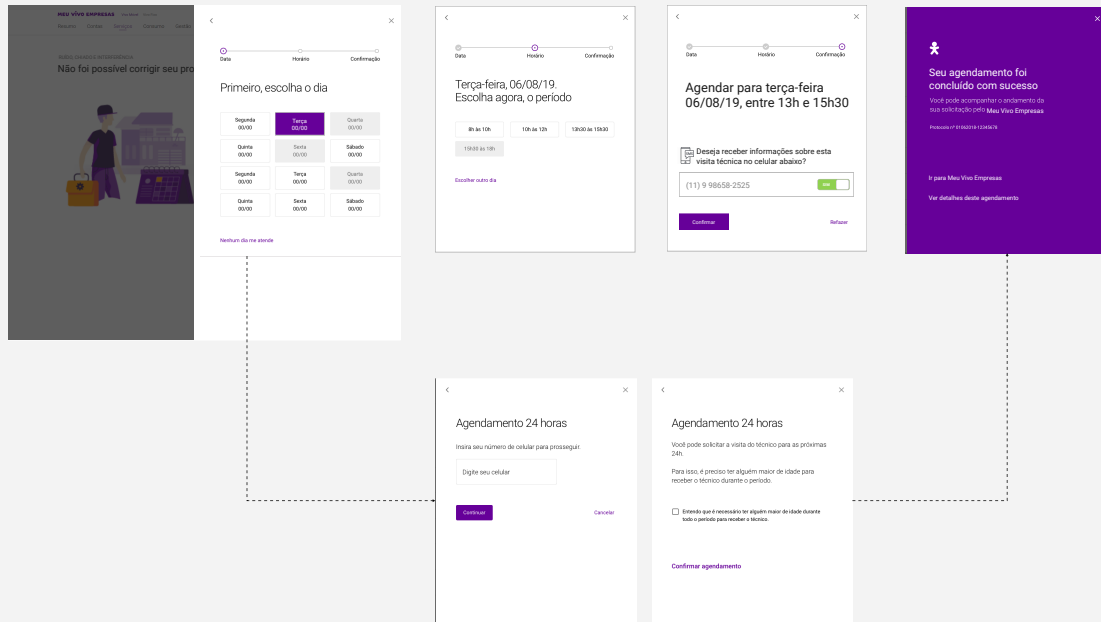 MEU VIVO EMPRESAS
Resumo Contas Serviços Consumo Gestão
Não foi possível corrigir seu pro
Data Horário Confirmação
Primeiro, escolha o dia
Segunda 00/00
Terça 00/00
Quarta 00/00
Quinta 00/00
Sexta 00/00
Sábado 00/00
Segunda 00/00
Terça 00/00
Quarta 00/00
Quinta 00/00
Sexta 00/00
Sábado 00/00
Nenhum dia me atende
Data Horário Confirmação
Terça-feira, 06/08/19.
Escolha agora, o período
8h às 10h
10h às 12h
13h30 às 15h30
15h30 às 18h
Escolher outro dia
Data Horário Confirmação
Agendar para terça-feira
06/08/19, entre 13h e 15h30
Deseja receber informações sobre esta
visita técnica no celular abaixo?
(11) 9 98658-2525
SIM
Confirmar
Refazer
Seu agendamento foi
concluído com sucesso
Você pode acompanhar o andamento da
sua solicitação pelo Meu Vivo Empresas
Protocolo nº 01062018-12345678
Ir para Meu Vivo Empresas
Ver detalhes deste agendamento
Agendamento 24 horas
Insira seu número de celular para prosseguir.
Digite seu celular
Continuar
Cancelar
Agendamento 24 horas
Você pode solicitar a visita do técnico para as próximas
24h.
Para isso, é preciso ter alguém maior de idade para
receber o técnico durante o período.
Entendo que é necessário ter alguém maior de idade durante
todo o período para receber o técnico.
Confirmar agendamento